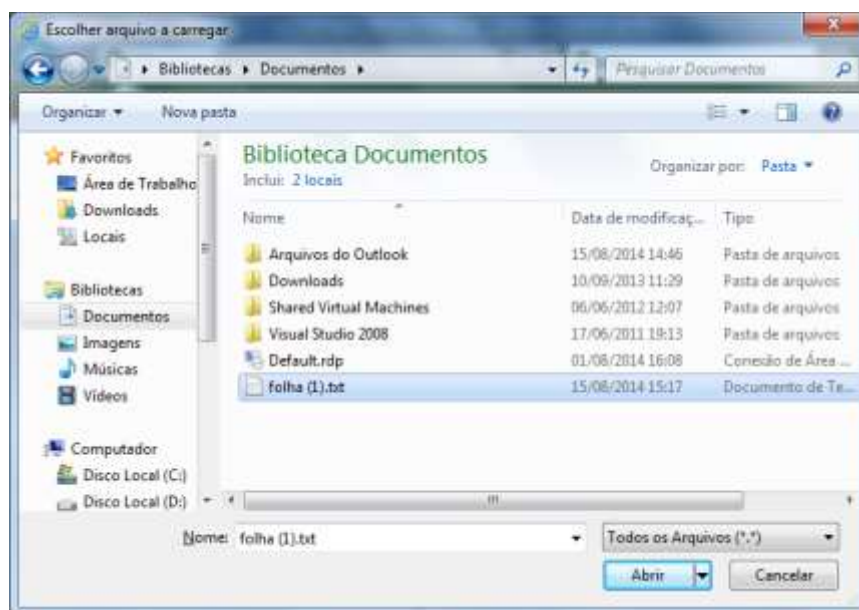 Escolher arquivo a carregar
Bibliotecas Documentos
Pesquisar Documentos
Organizar Nova pasta
Favoritos
Área de Trabalho
Downloads
Locais
Bibliotecas
Documentos
Imagens
Músicas
Vídeos
Computador
Disco Local (C:)
Disco Local (D:)
Biblioteca Documentos
Inclui: 2 locais
Organizar por: Pasta
Nome Data de modificaç... Tipo
Arquivos do Outlook 15/08/2014 14:46 Pasta de arquivos
Downloads 10/09/2013 11:29 Pasta de arquivos
Shared Virtual Machines 06/06/2012 12:07 Pasta de arquivos
Visual Studio 2008 17/06/2011 19:13 Pasta de arquivos
Default.rdp 01/08/2014 16:08 Conexão de Área ...
folha (1).txt 15/08/2014 15:17 Documento de Te...
Nome: folha (1).txt
Todos os Arquivos (*.*)
Abrir Cancelar